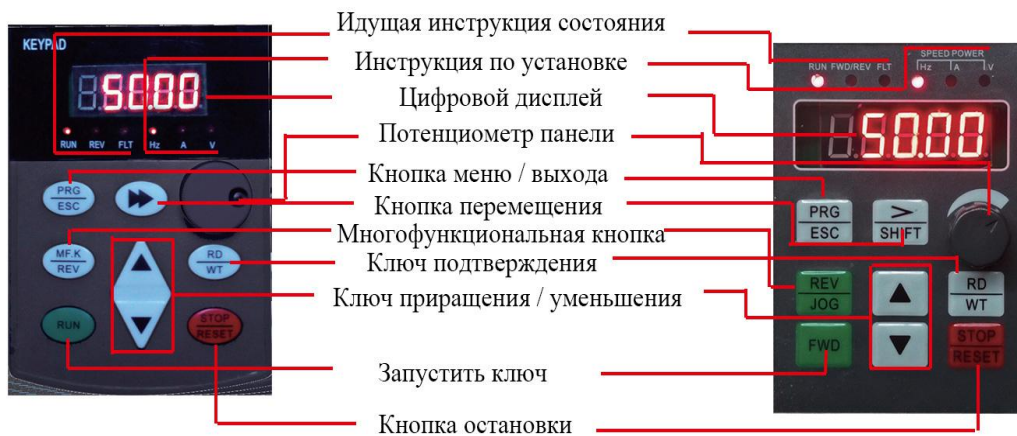 Идущая инструкция состояния
Инструкция по установке
Цифровой дисплей
Потенциометр панели
Кнопка меню / выхода
Кнопка перемещения
Многофункциональная кнопка
Ключ подтверждения
Ключ приращения / уменьшения
Запустить ключ
Кнопка остановки
KEYPAD
50.00
RUN REV FLT Hz A V
PRG
ESC
MF.K
REV
RD
WT
RUN
STOP
RESET
SPEED POWER
RUN FWD/REV FLT Hz A V
50.00
PRG
ESC
>
SHIFT
REV
JOG
RD
WT
FWD
STOP
RESET